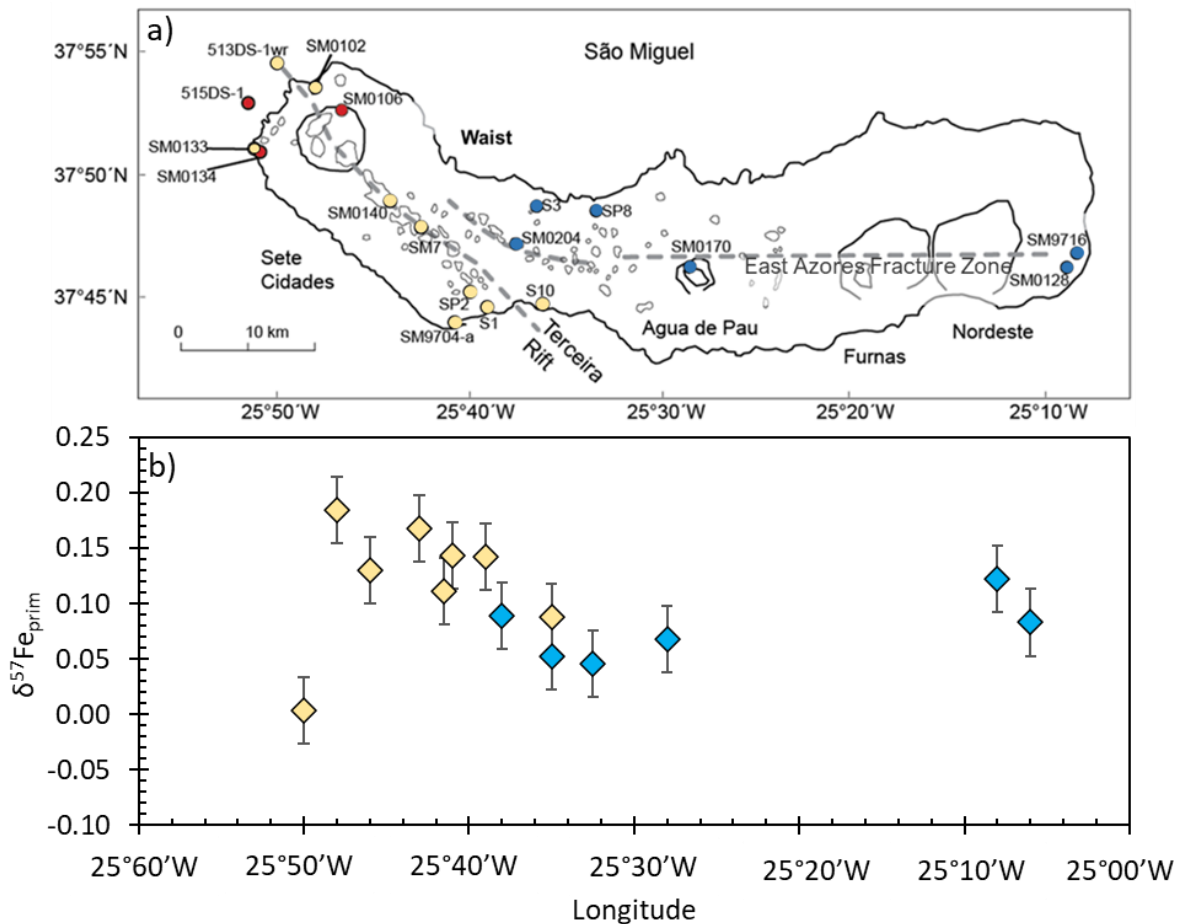 a)
São Miguel
37°55´N
37°50´N
37°45´N
513DS-1wr
SM0102
515DS-1
SM0106
Waist
SM0133
SM0134
SM0140
SM7
S3
SP8
SM0204
SM0170
SM9716
East Azores Fracture Zone
SM0128
Sete
Cidades
SP2
S1
S10
SM9704-a
Terceira
Rift
Agua de Pau
Nordeste
Furnas
0 10 km
25°50´W 25°40´W 25°30´W 25°20´W 25°10´W
b)
0.25
0.20
0.15
0.10
0.05
0.00
-0.05
-0.10
δ57Feprim
25°60'W 25°50'W 25°40'W 25°30'W 25°20'W 25°10'W 25°00'W
Longitude